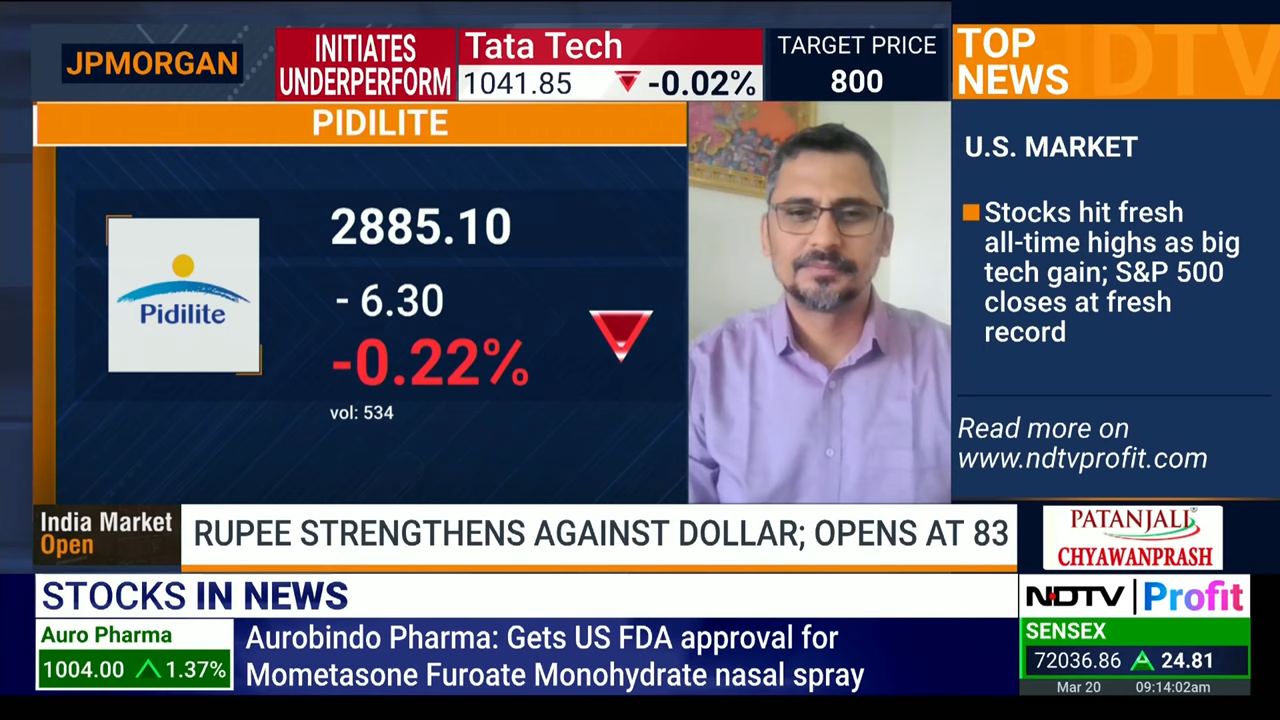 JPMORGAN
INITIATES
UNDERPERFORM
Tata Tech
1041.85 -0.02%
TARGET PRICE
800
TOP
NEWS
PIDILITE
Pidilite
2885.10
- 6.30
-0.22%
vol: 534
U.S. MARKET
Stocks hit fresh
all-time highs as big
tech gain; S&P 500
closes at fresh
record
Read more on
www.ndtvprofit.com
India Market
Open
RUPEE STRENGTHENS AGAINST DOLLAR; OPENS AT 83
PATANJALI
CHYAWANPRASH
STOCKS IN NEWS
NDTV Profit
Auro Pharma
1004.00 1.37%
Aurobindo Pharma: Gets US FDA approval for
Mometasone Furoate Monohydrate nasal spray
SENSEX
72036.86 24.81
Mar 20 09:14:02am